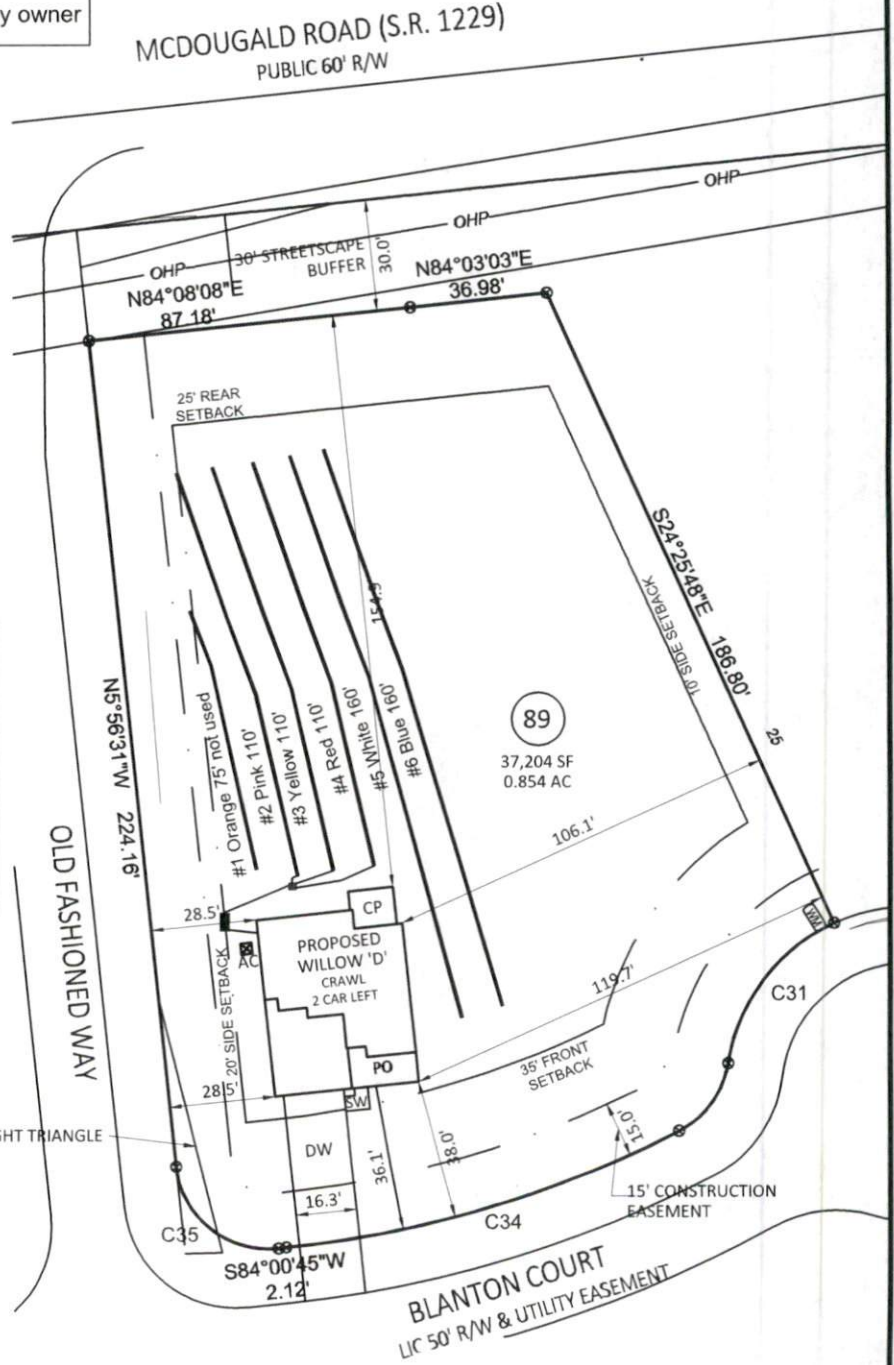 y owner
MCDOUGALD ROAD (S.R. 1229)
PUBLIC 60' R/W
OHP
OHP
OHP
30' STREETSCAPE
BUFFER
30.0'
N84°08'08"E
87.18'
N84°03'03"E
36.98'
25' REAR
SETBACK
154.9'
S24°25'48"E 186.80'
10' SIDE SETBACK
25
N5°56'31"W 224.16'
#1 Orange 75' not used
#2 Pink 110'
#3 Yellow 110'
#4 Red 110'
#5 White 160'
#6 Blue 160'
89
37,204 SF
0.854 AC
106.1'
OLD FASHIONED WAY
28.5'
CP
PROPOSED
WILLOW 'D'
CRAWL
2 CAR LEFT
AC
20' SIDE SETBACK
119.7'
C31
35' FRONT
SETBACK
PO
28.5'
SW
GHT TRIANGLE
DW
36.1'
38.0'
15.0'
16.3'
15' CONSTRUCTION
EASEMENT
C35
C34
S84°00'45"W
2.12'
BLANTON COURT
LIC 50' R/W & UTILITY EASEMENT